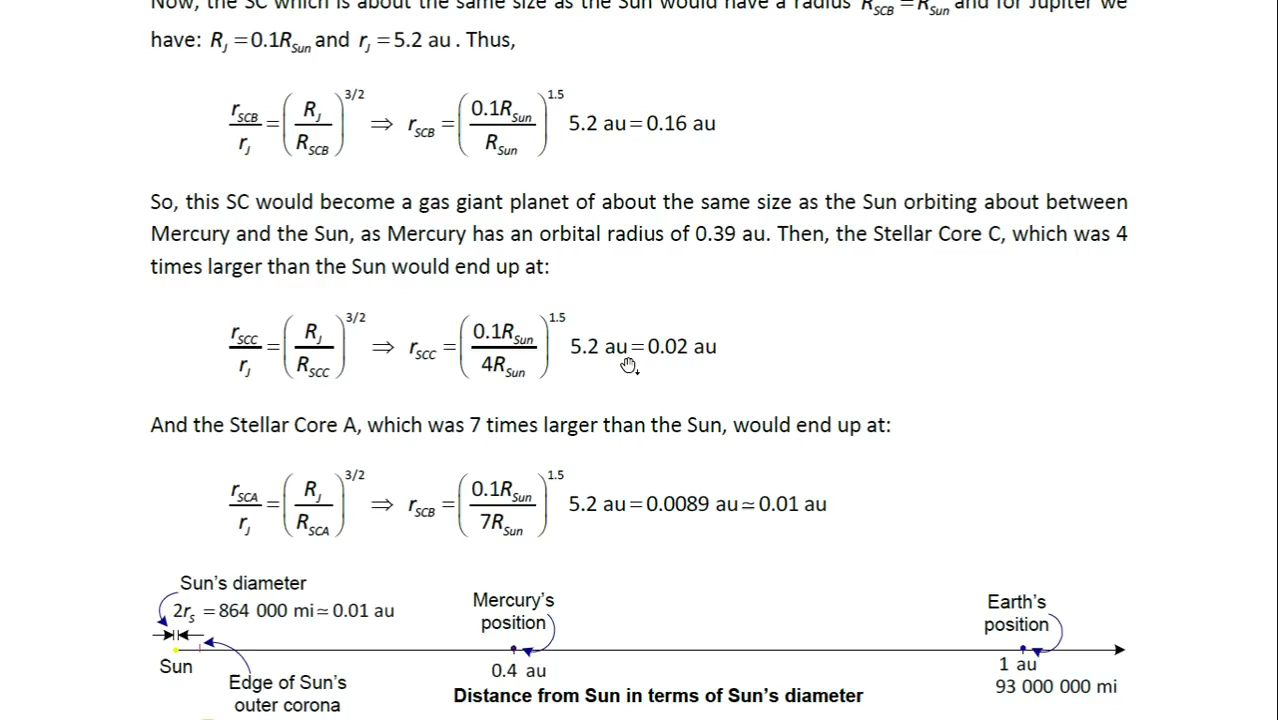 Now, the SC which is about the same size as the Sun would have a radius R_SCB = R_Sun and for Jupiter we
have: R_J = 0.1R_Sun and r_J = 5.2 au . Thus,
r_SCB / r_J = (R_J / R_SCB)^3/2 ⇒ r_SCB = (0.1R_Sun / R_Sun)^1.5 5.2 au = 0.16 au
So, this SC would become a gas giant planet of about the same size as the Sun orbiting about between
Mercury and the Sun, as Mercury has an orbital radius of 0.39 au. Then, the Stellar Core C, which was 4
times larger than the Sun would end up at:
r_SCC / r_J = (R_J / R_SCC)^3/2 ⇒ r_SCC = (0.1R_Sun / 4R_Sun)^1.5 5.2 au = 0.02 au
And the Stellar Core A, which was 7 times larger than the Sun, would end up at:
r_SCA / r_J = (R_J / R_SCA)^3/2 ⇒ r_SCB = (0.1R_Sun / 7R_Sun)^1.5 5.2 au = 0.0089 au ≃ 0.01 au
Sun's diameter
2r_s = 864 000 mi ≃ 0.01 au
Mercury's
position
Earth's
position
Sun
0.4 au
1 au
93 000 000 mi
Edge of Sun's
outer corona
Distance from Sun in terms of Sun's diameter